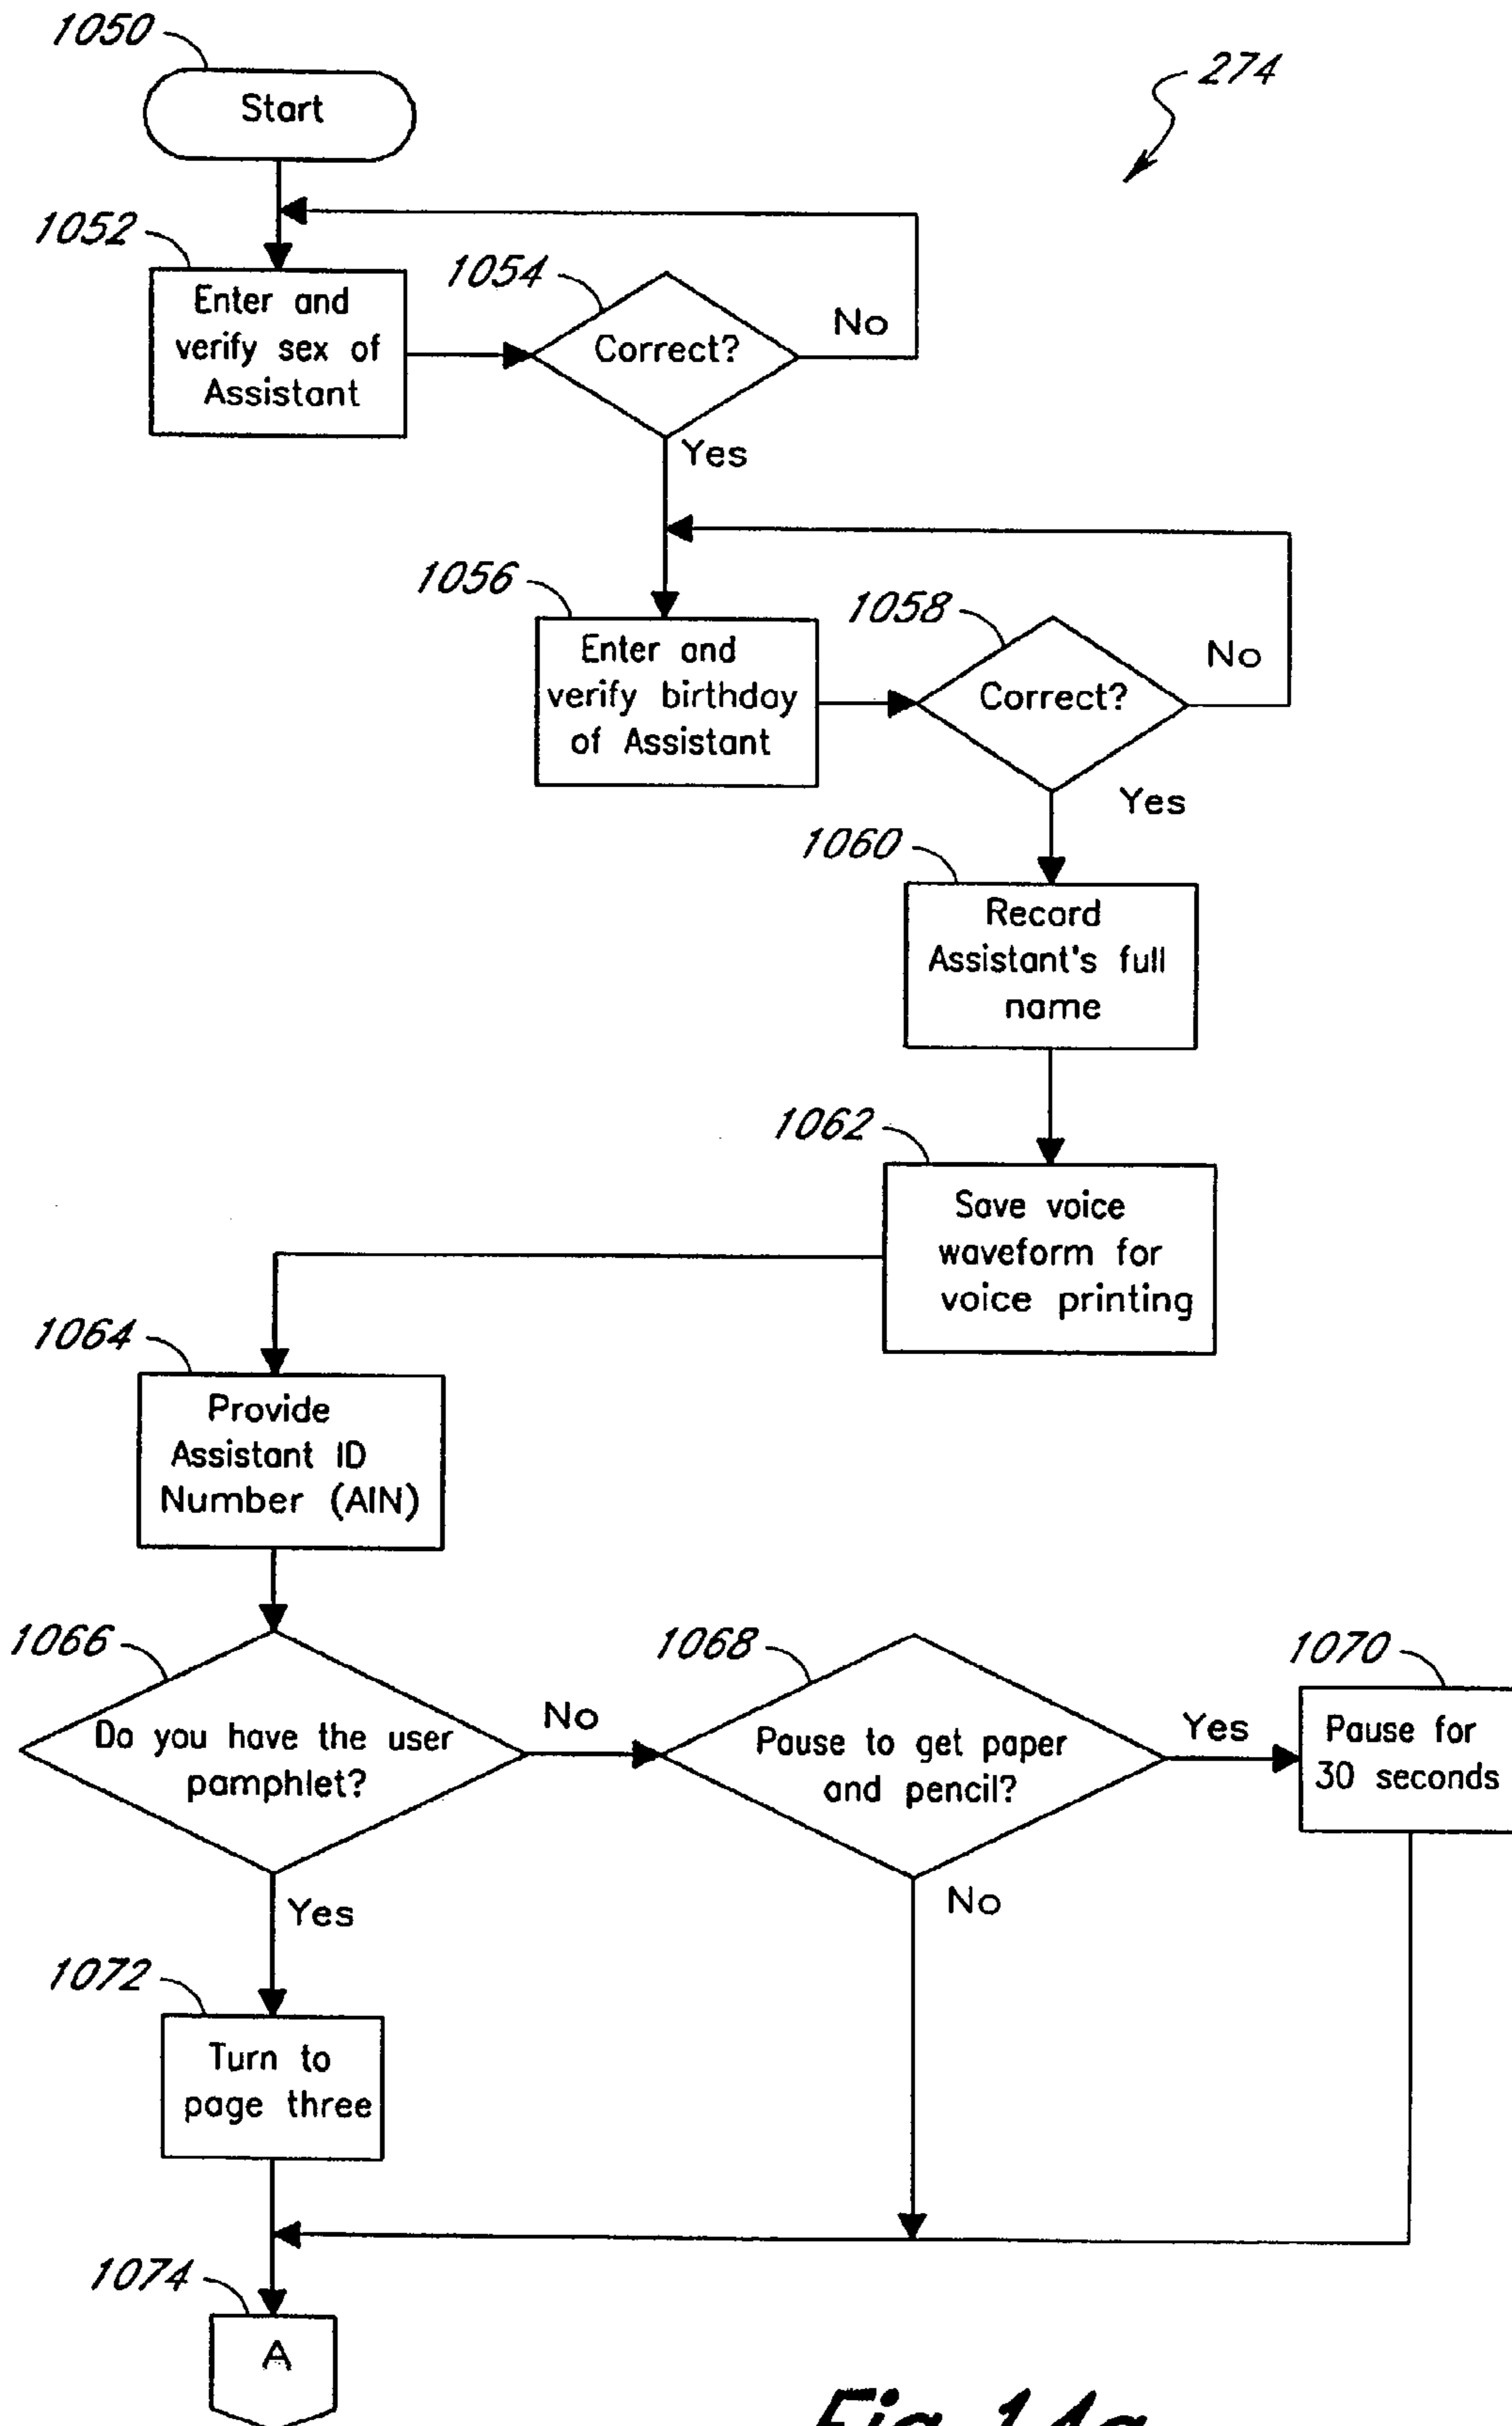 1050
Start
274
1052
Enter and
verify sex of
Assistant
1054
Correct?
No
Yes
1056
Enter and
verify birthday
of Assistant
1058
Correct?
No
Yes
1060
Record
Assistant's full
name
1062
Save voice
waveform for
voice printing
1064
Provide
Assistant ID
Number (AIN)
1066
Do you have the user
pamphlet?
No
1068
Pause to get paper
and pencil?
Yes
1070
Pause for
30 seconds
Yes
No
1072
Turn to
page three
1074
A
Fig. 14a